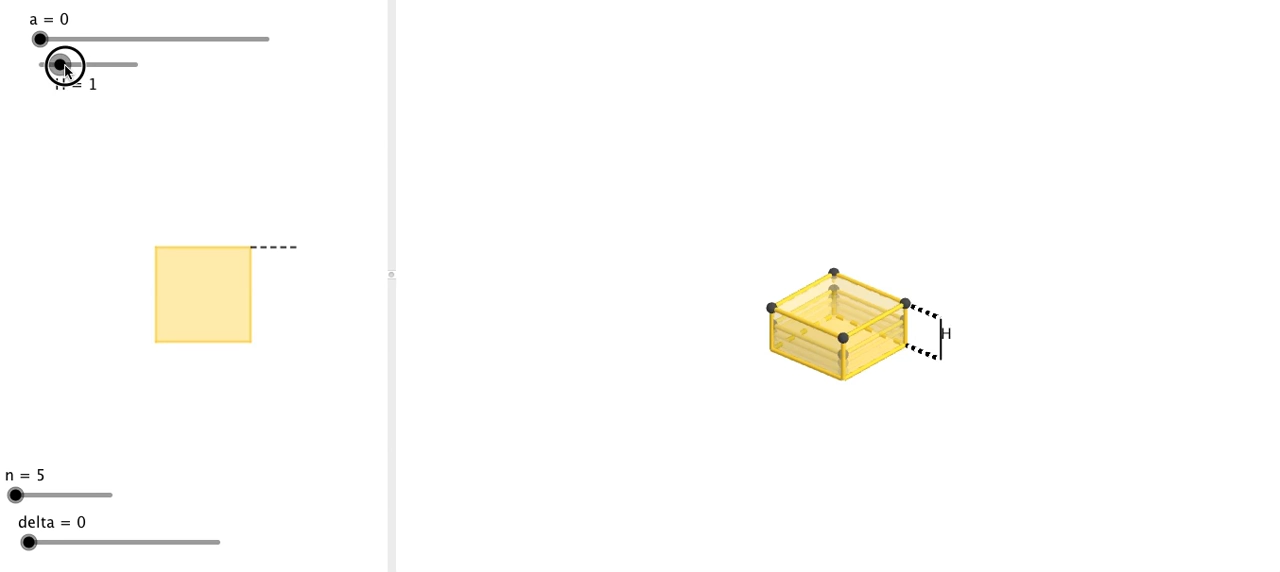 a = 0
= 1
H
n = 5
delta = 0